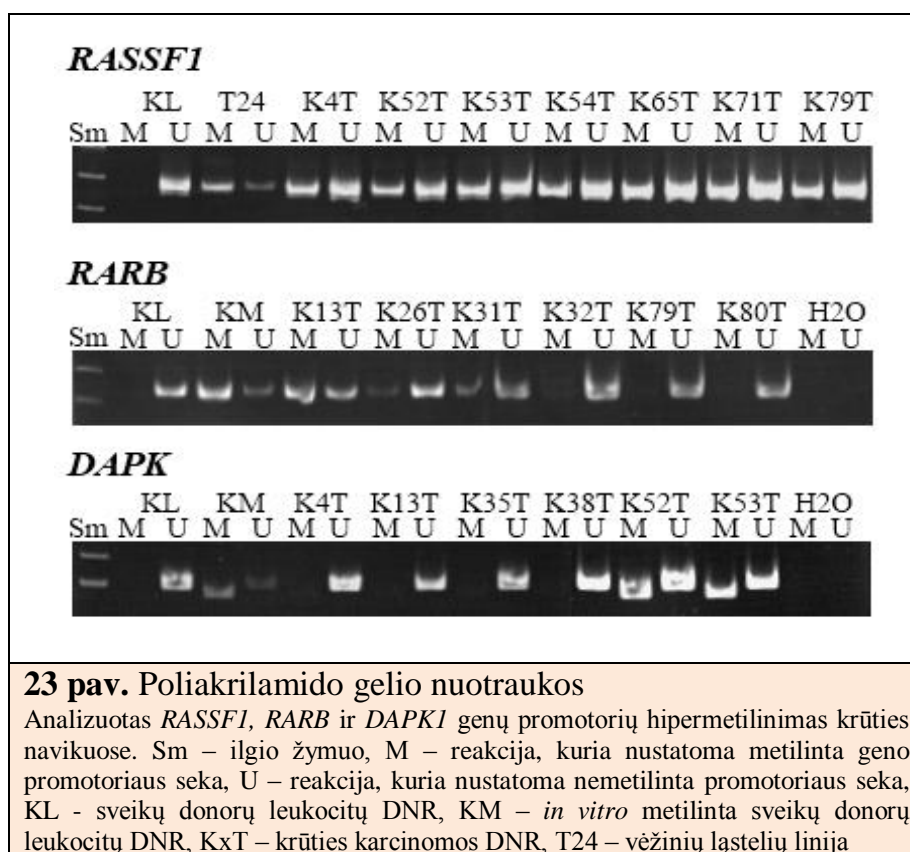 RASSF1
KL T24 K4T K52T K53T K54T K65T K71T K79T
Sm M U M U M U M U M U M U M U M U M U
RARB
KL KM K13T K26T K31T K32T K79T K80T H2O
Sm M U M U M U M U M U M U M U M U M U
DAPK
KL KM K4T K13T K35T K38T K52T K53T H2O
Sm M U M U M U M U M U M U M U M U M U
23 pav. Poliakrilamido gelio nuotraukos
Analizuotas RASSF1, RARB ir DAPK1 genų promotorių hipermetilinimas krūties
navikuose. Sm – ilgio žymuo, M – reakcija, kuria nustatoma metilinta geno
promotoriaus seka, U – reakcija, kuria nustatoma nemetilinta promotoriaus seka,
KL - sveikų donorų leukocitų DNR, KM – in vitro metilinta sveikų donorų
leukocitų DNR, KxT – krūties karcinomos DNR, T24 – vėžinių ląstelių linija